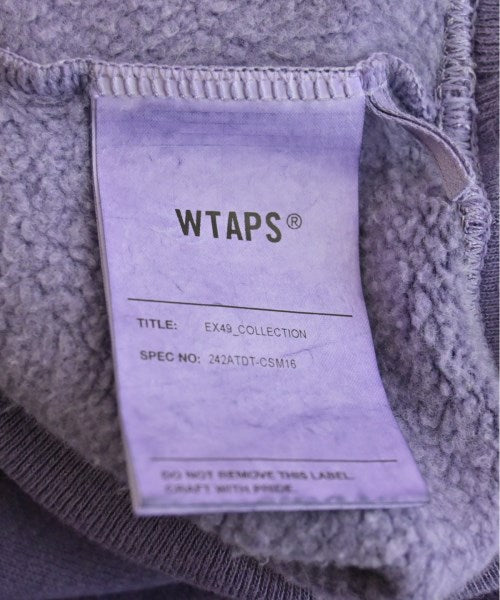 WTAPS®
TITLE: EX49_COLLECTION
SPEC NO: 242ATDT-CSM16
DO NOT REMOVE THIS LABEL.
CRAFT WITH PRIDE.